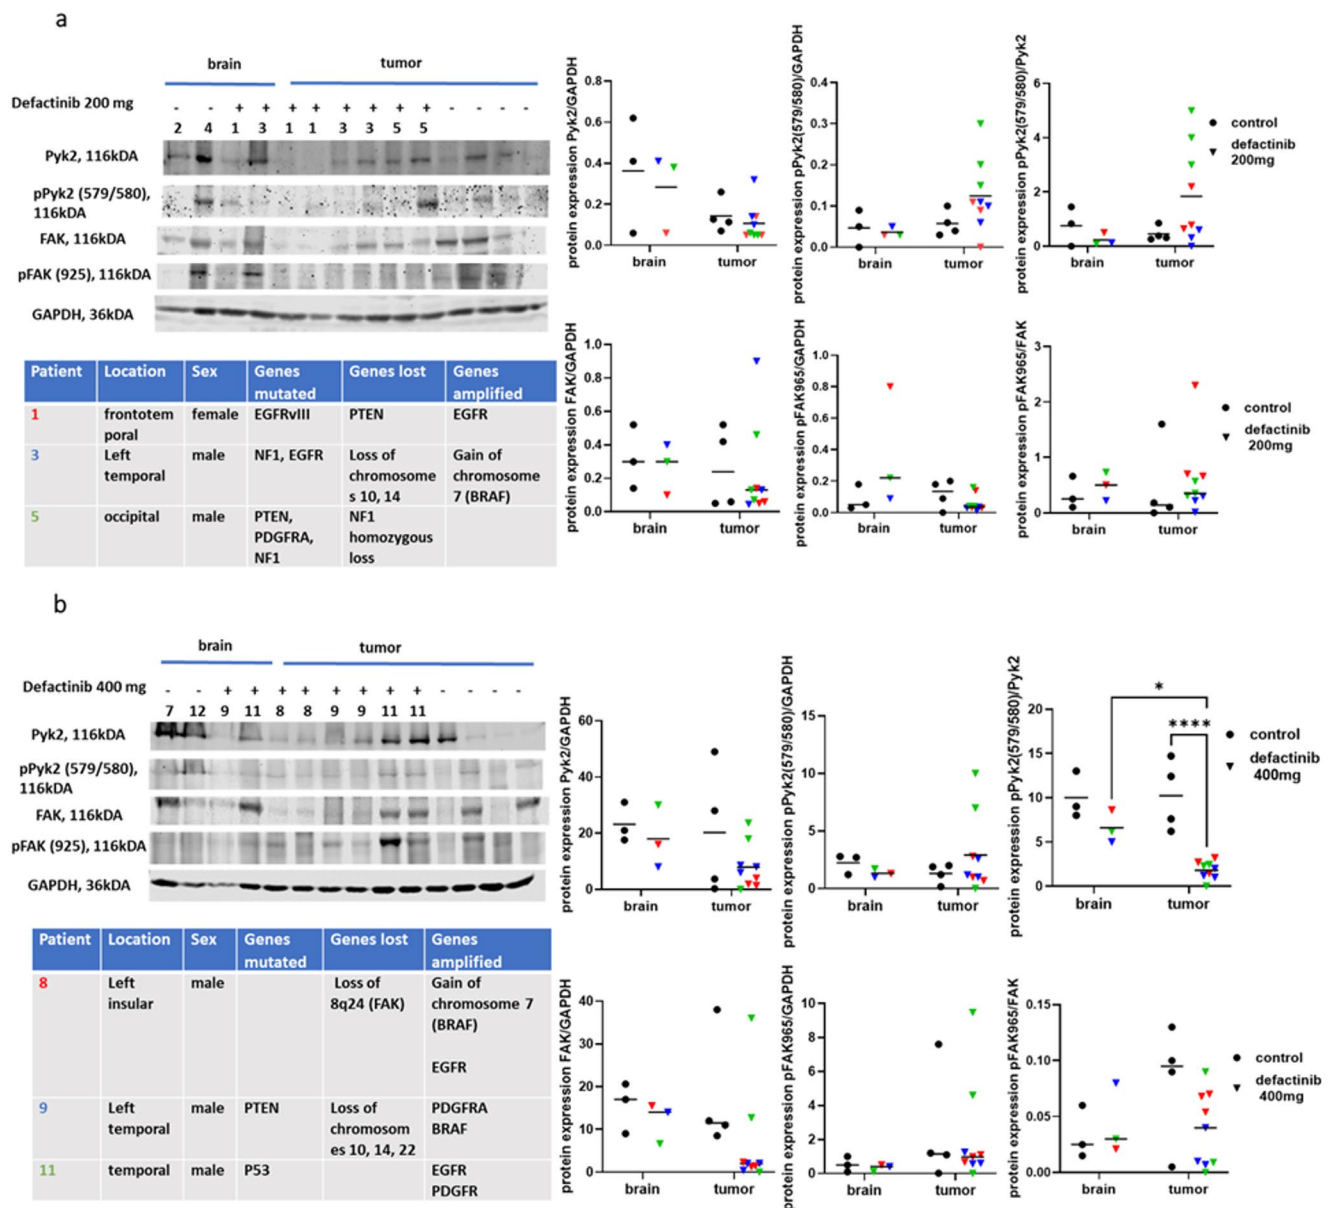 a
brain
tumor
Defactinib 200 mg
- - + + + + + + + + - - - -
2 4 1 3 1 1 3 3 5 5
Pyk2, 116kDA
pPyk2 (579/580),
116kDA
FAK, 116kDA
pFAK (925), 116kDA
GAPDH, 36kDA
Patient Location Sex Genes mutated Genes lost Genes amplified
1 frontotem poral female EGFRvIII PTEN EGFR
3 Left temporal male NF1, EGFR Loss of chromosome s 10, 14 Gain of chromosome 7 (BRAF)
5 occipital male PTEN, PDGFRA, NF1 NF1 homozygous loss
protein expression Pyk2/GAPDH
0.8
0.6
0.4
0.2
0.0
brain tumor
protein expression pPyk2(579/580)/GAPDH
0.4
0.3
0.2
0.1
0.0
brain tumor
protein expression pPyk2(579/580)/Pyk2
6
4
2
0
brain tumor
control
defactinib
200mg
protein expression FAK/GAPDH
1.0
0.8
0.6
0.4
0.2
0.0
brain tumor
protein expression pFAK965/GAPDH
1.0
0.8
0.6
0.4
0.2
0.0
brain tumor
protein expression pFAK965/FAK
3
2
1
0
brain tumor
control
defactinib
200mg
b
brain
tumor
Defactinib 400 mg
- - + + + + + + + + - - - -
7 12 9 11 8 8 9 9 11 11
Pyk2, 116kDA
pPyk2 (579/580),
116kDA
FAK, 116kDA
pFAK (925), 116kDA
GAPDH, 36kDA
Patient Location Sex Genes mutated Genes lost Genes amplified
8 Left insular male Loss of 8q24 (FAK) Gain of chromosome 7 (BRAF) EGFR
9 Left temporal male PTEN Loss of chromosom es 10, 14, 22 PDGFRA BRAF
11 temporal male P53 EGFR PDGFR
protein expression Pyk2/GAPDH
60
40
20
0
brain tumor
protein expression pPyk2(579/580)/GAPDH
15
10
5
0
brain tumor
protein expression pPyk2(579/580)/Pyk2
20
15
10
5
0
*
****
brain tumor
control
defactinib
400mg
protein expression FAK/GAPDH
40
30
20
10
0
brain tumor
protein expression pFAK965/GAPDH
10
8
6
4
2
0
brain tumor
protein expression pFAK965/FAK
0.15
0.10
0.05
0.00
brain tumor
control
defactinib
400mg